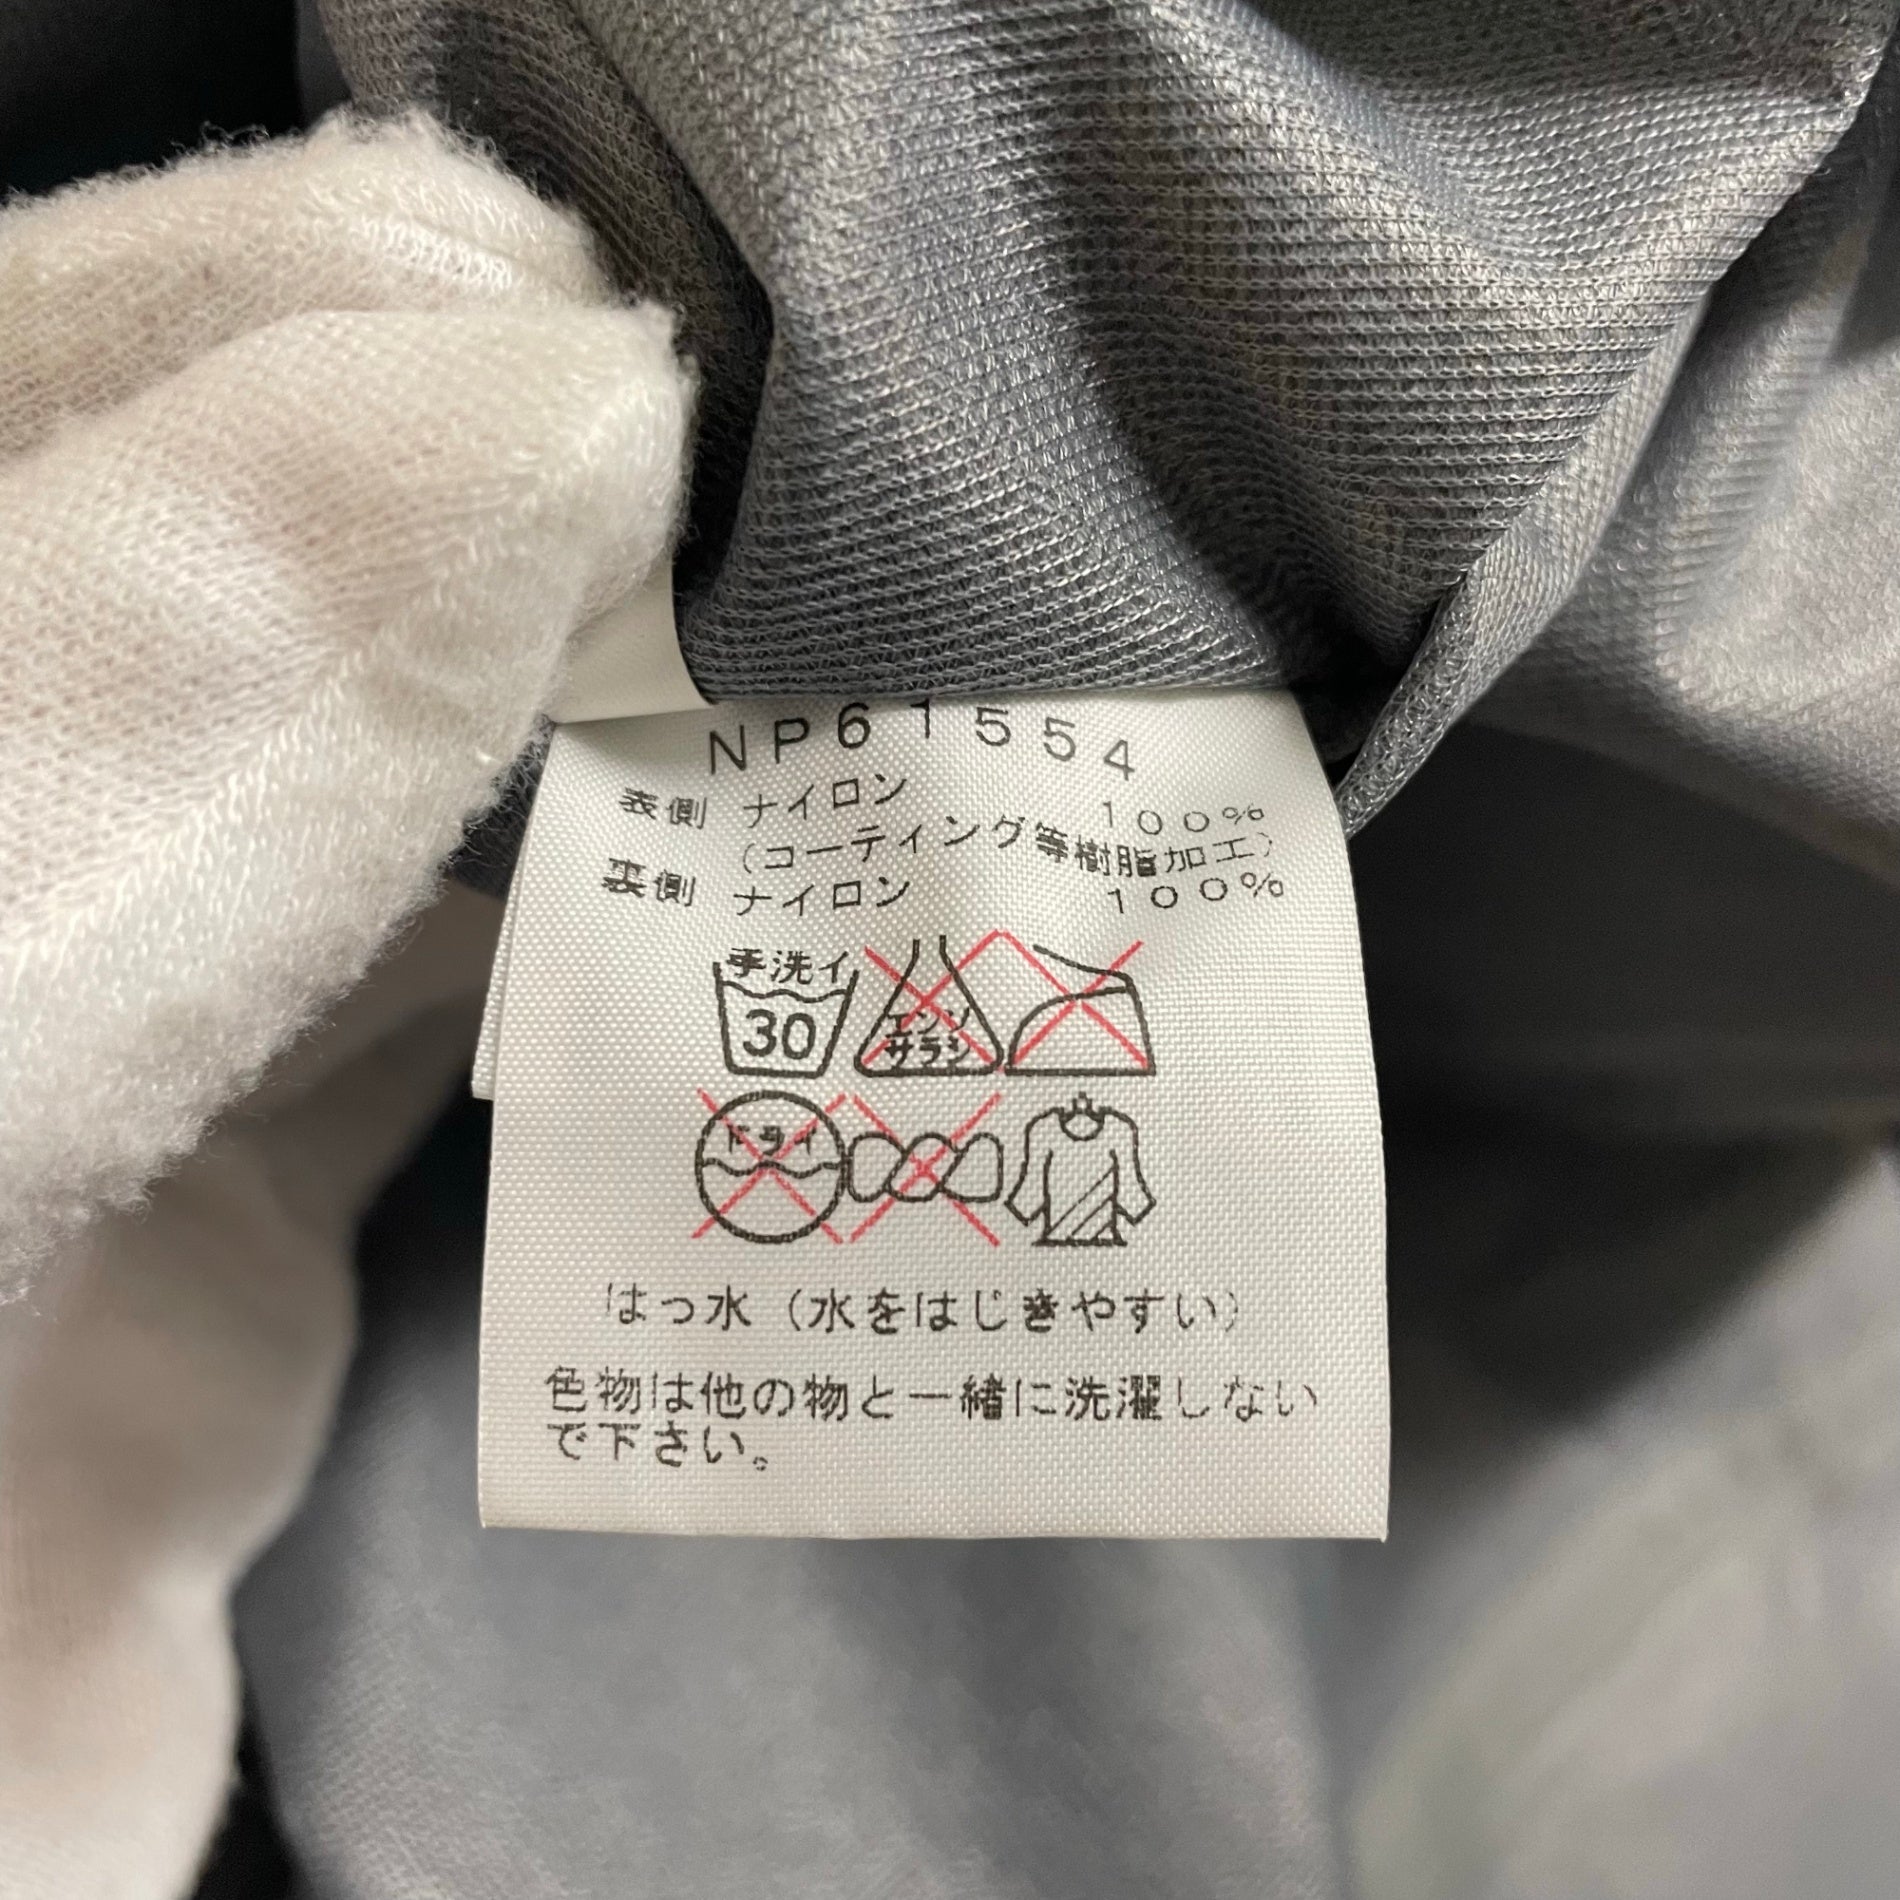 NP61554
表側 ナイロン 100%
(コーティング等樹脂加工)
裏側 ナイロン 100%
手洗イ
30
エンソ
サラシ
ドライ
はっ水(水をはじきやすい)
色物は他の物と一緒に洗濯しない
で下さい。